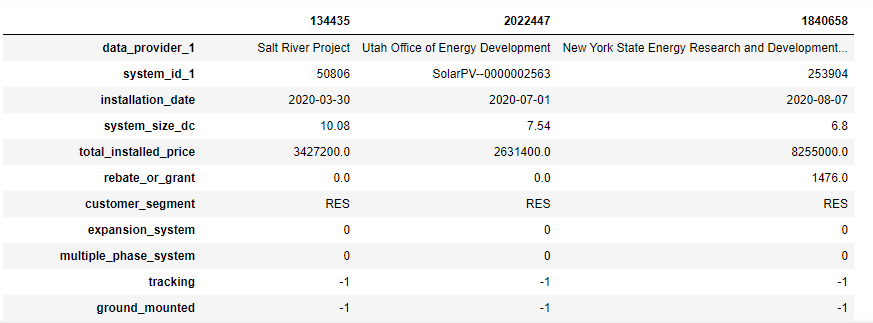 134435 2022447 1840658
data_provider_1 Salt River Project Utah Office of Energy Development New York State Energy Research and Development...
system_id_1 50806 SolarPV--0000002563 253904
installation_date 2020-03-30 2020-07-01 2020-08-07
system_size_dc 10.08 7.54 6.8
total_installed_price 3427200.0 2631400.0 8255000.0
rebate_or_grant 0.0 0.0 1476.0
customer_segment RES RES RES
expansion_system 0 0 0
multiple_phase_system 0 0 0
tracking -1 -1 -1
ground_mounted -1 -1 -1